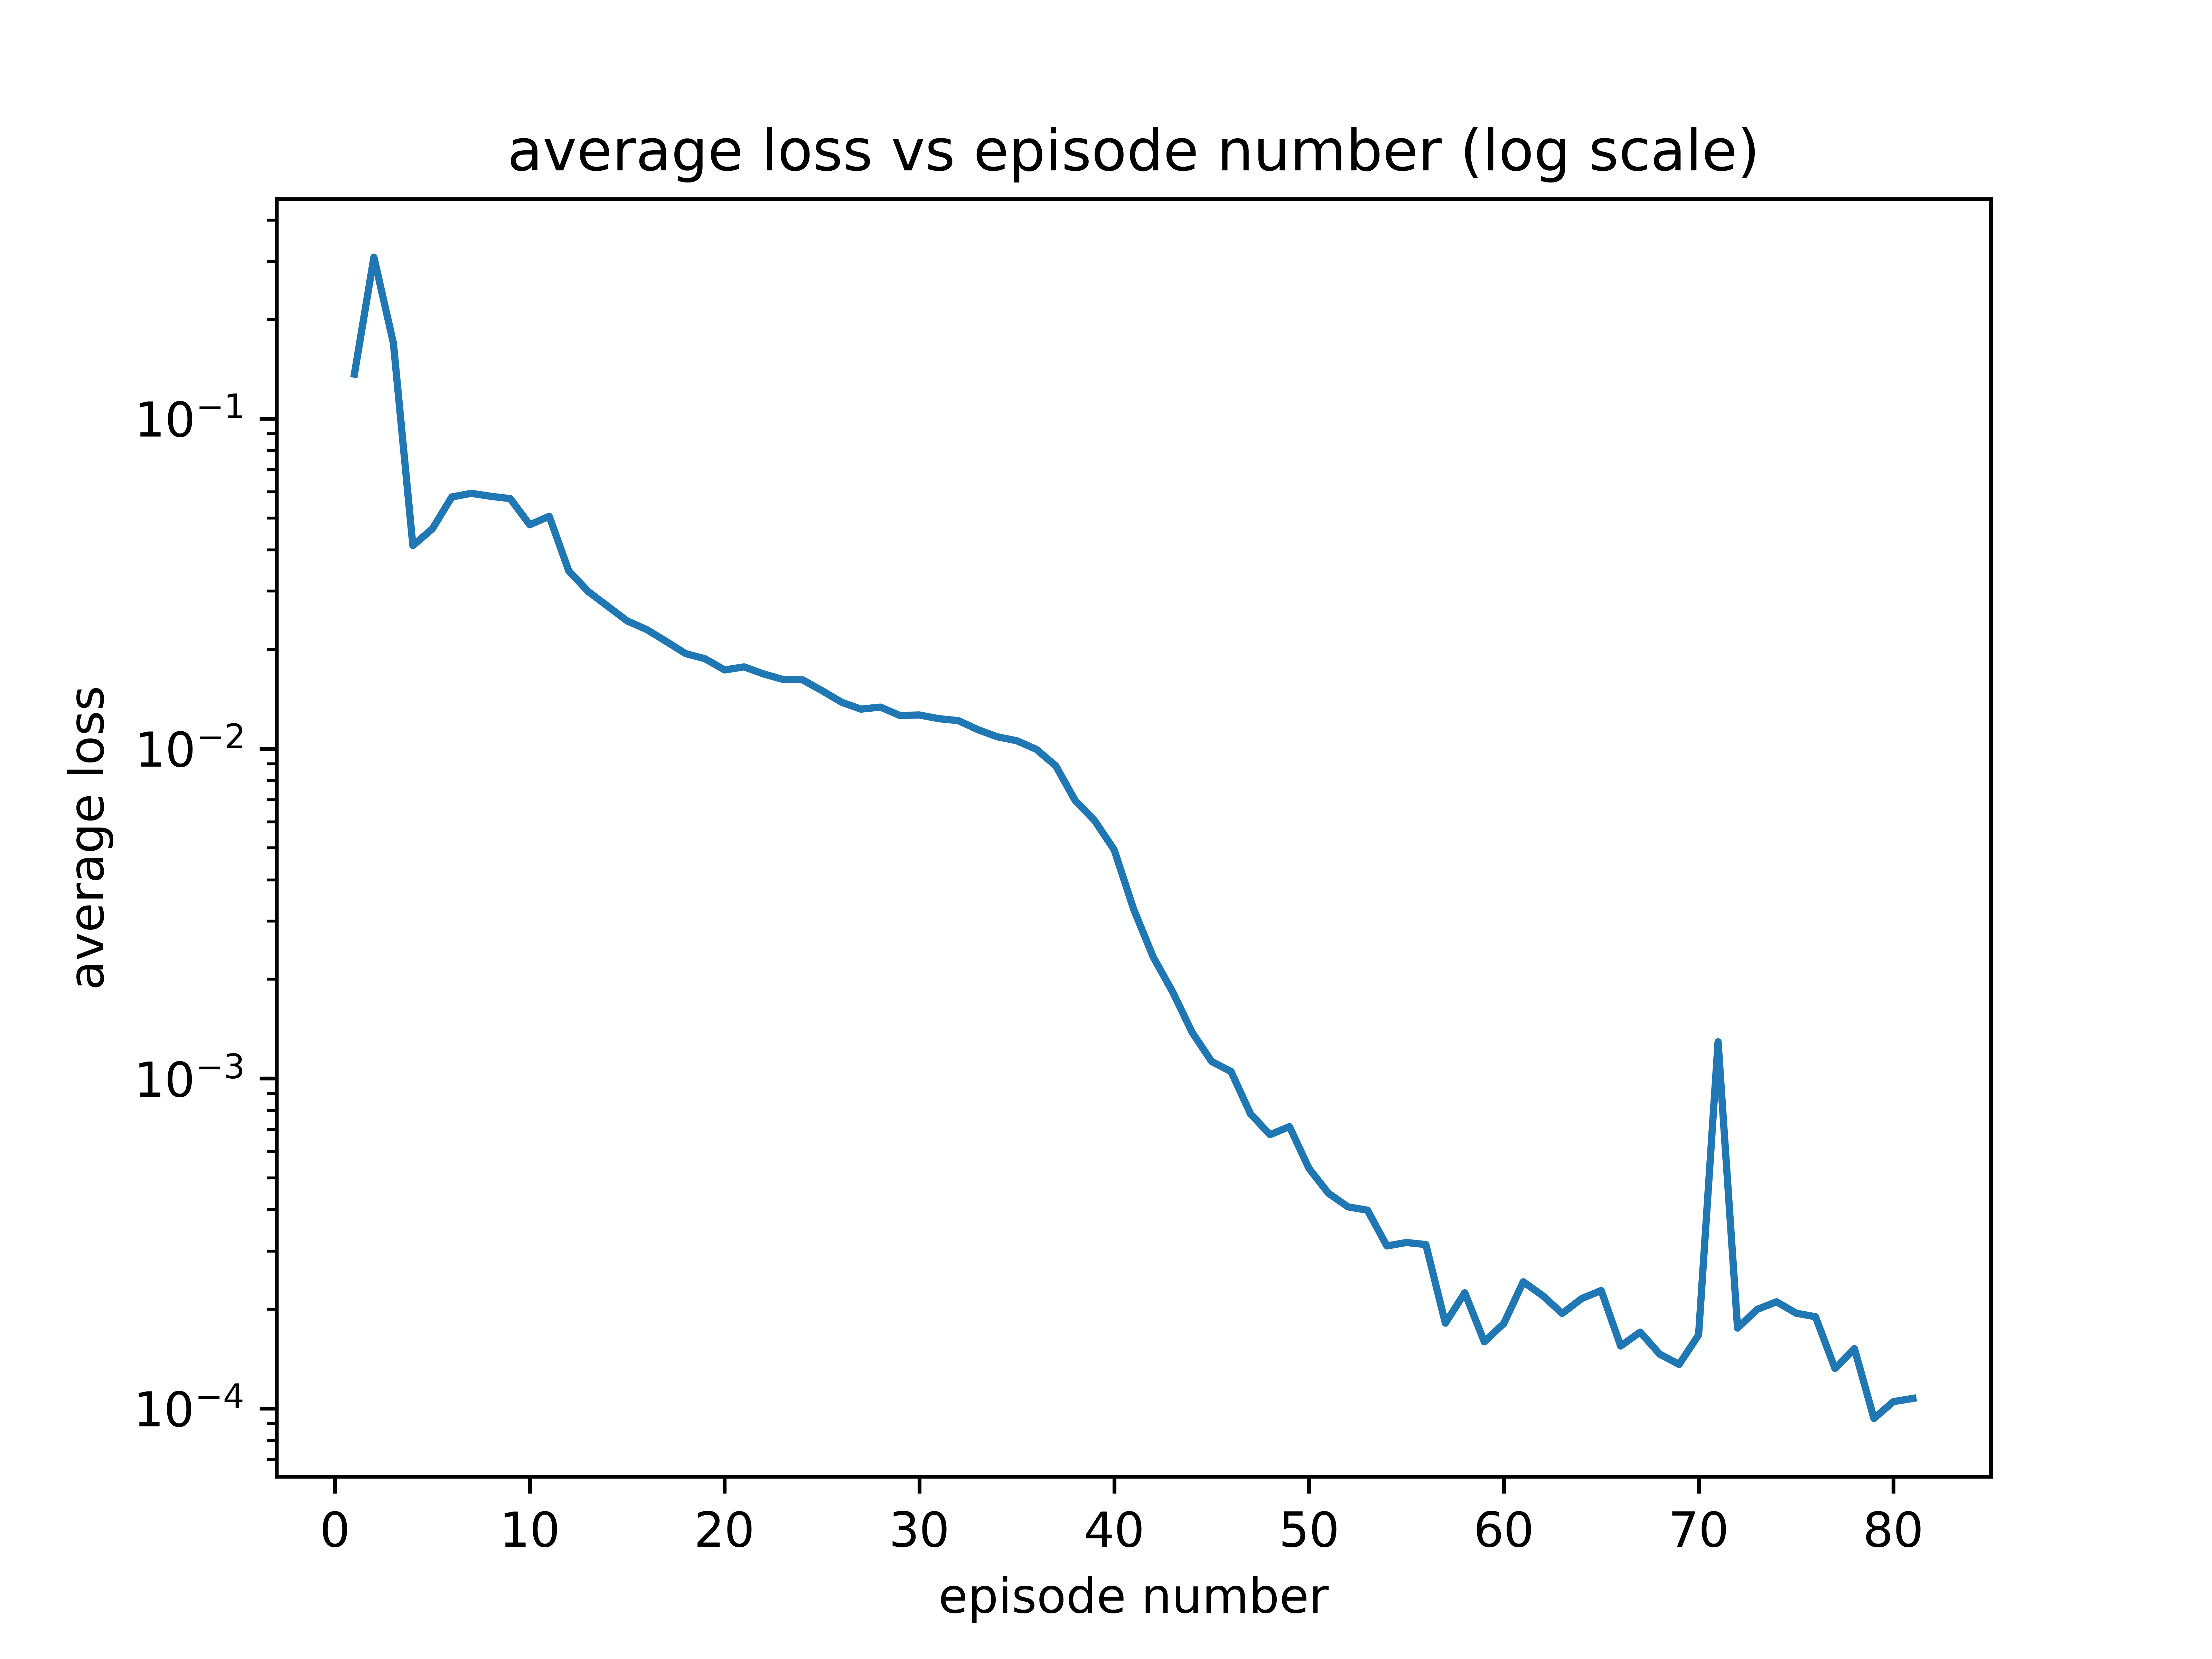 average loss vs episode number (log scale)
average loss
10⁻¹
10⁻²
10⁻³
10⁻⁴
0 10 20 30 40 50 60 70 80
episode number